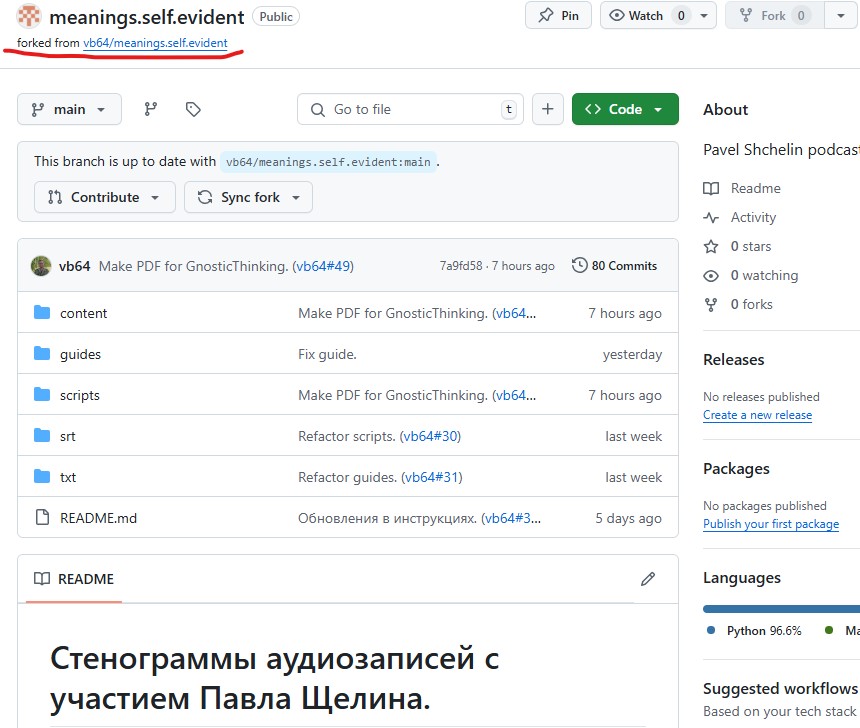 meanings.self.evident Public
Pin
Watch 0
Fork 0
forked from vb64/meanings.self.evident
main
Go to file
t
Code
About
This branch is up to date with vb64/meanings.self.evident:main .
Pavel Shchelin podcast
Contribute
Sync fork
Readme
Activity
0 stars
0 watching
0 forks
vb64 Make PDF for GnosticThinking. (vb64#49) 7a9fd58 · 7 hours ago 80 Commits
content Make PDF for GnosticThinking. (vb64... 7 hours ago
guides Fix guide. yesterday
scripts Make PDF for GnosticThinking. (vb64... 7 hours ago
srt Refactor scripts. (vb64#30) last week
txt Refactor guides. (vb64#31) last week
README.md Обновления в инструкциях. (vb64#3... 5 days ago
Releases
No releases published
Create a new release
Packages
No packages published
Publish your first package
README
Languages
Python 96.6% Ma
Стенограммы аудиозаписей с
участием Павла Щелина.
Suggested workflows
Based on your tech stack